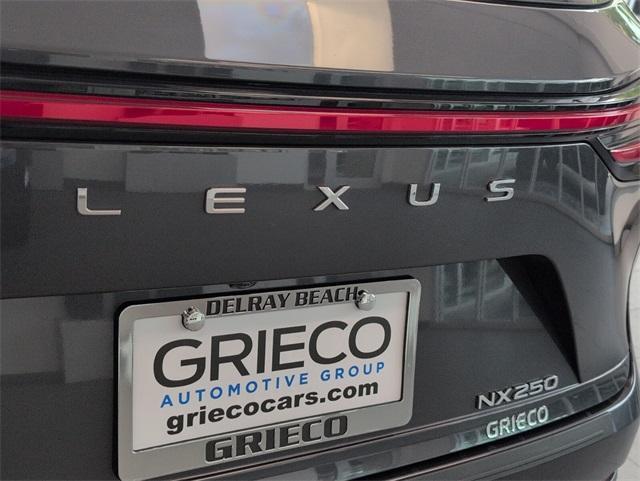 LEXUS
DELRAY BEACH
GRIECO
AUTOMOTIVE GROUP
griecocars.com
GRIECO
NX250
GRIECO